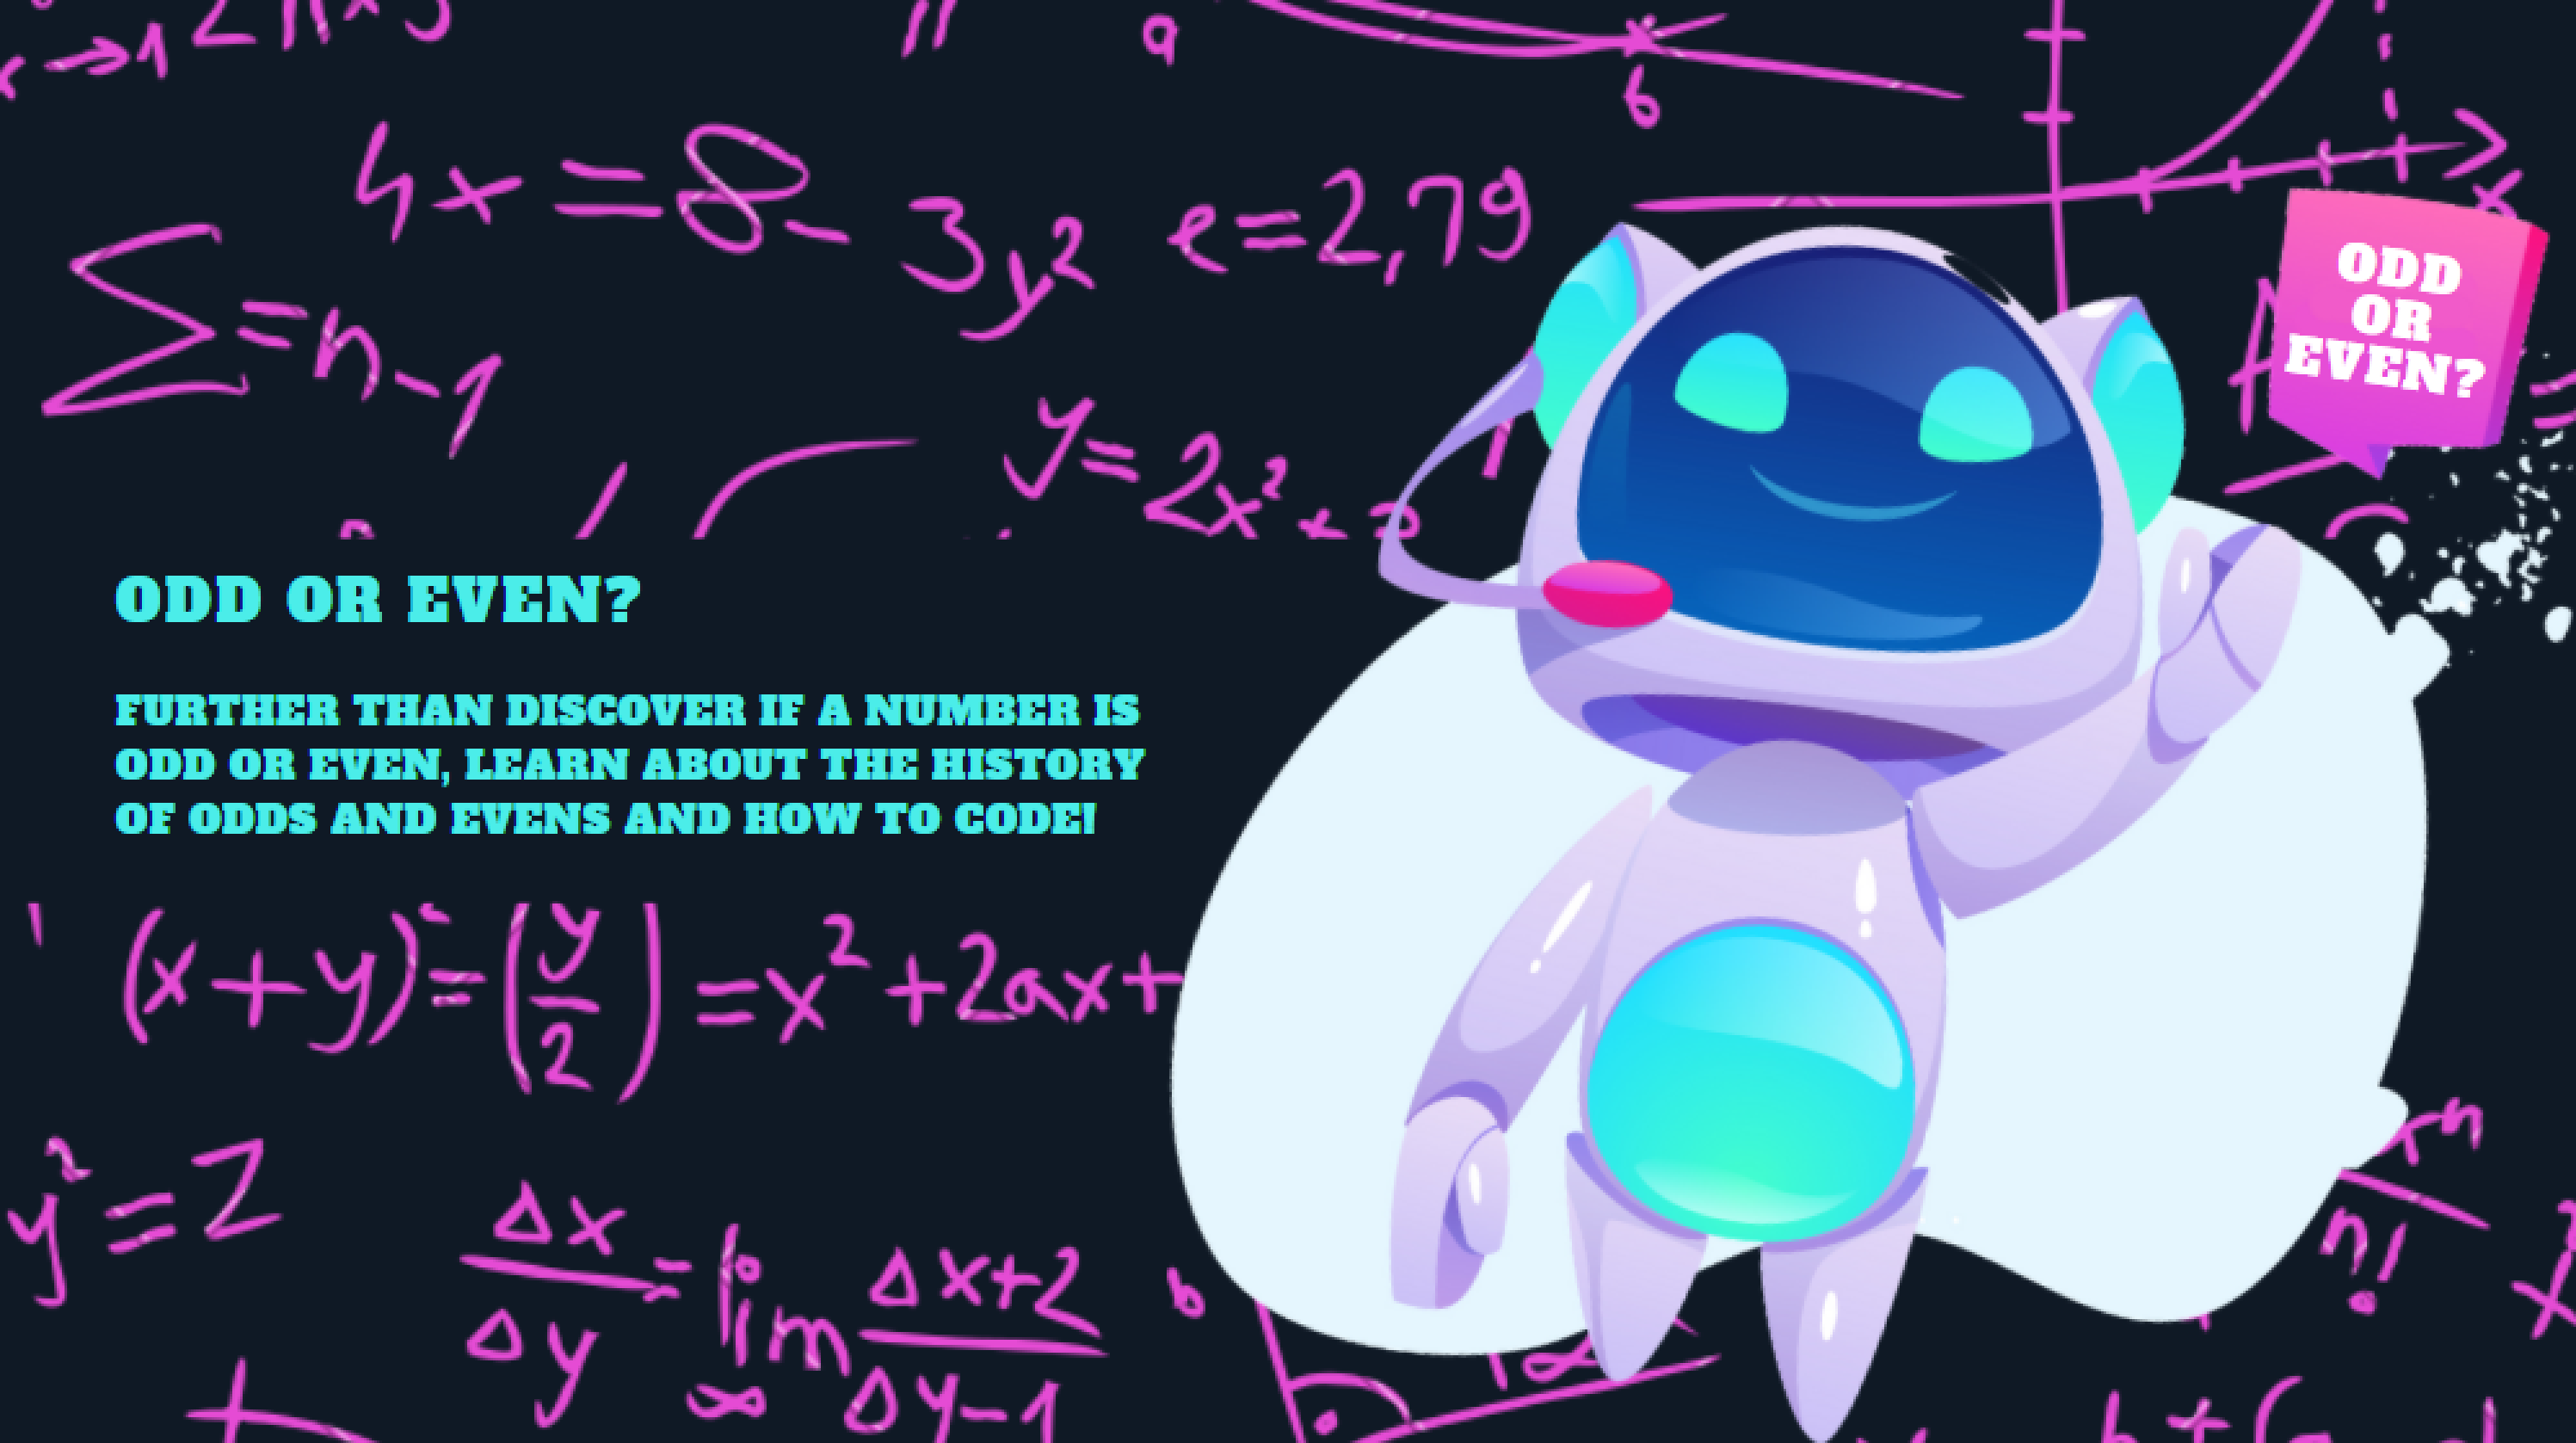 x→1
a
b
4x=8-3y² e=2,79
x
Σ=n-1
ODD
OR
EVEN?
y=2x²+
ODD OR EVEN?
FURTHER THAN DISCOVER IF A NUMBER IS
ODD OR EVEN, LEARN ABOUT THE HISTORY
OF ODDS AND EVENS AND HOW TO CODE!
(x+y)²=(y/2)=x²+2ax+
y²=2
Δx/Δy=lim ∞ Δx+2/Δy-1
b
n!